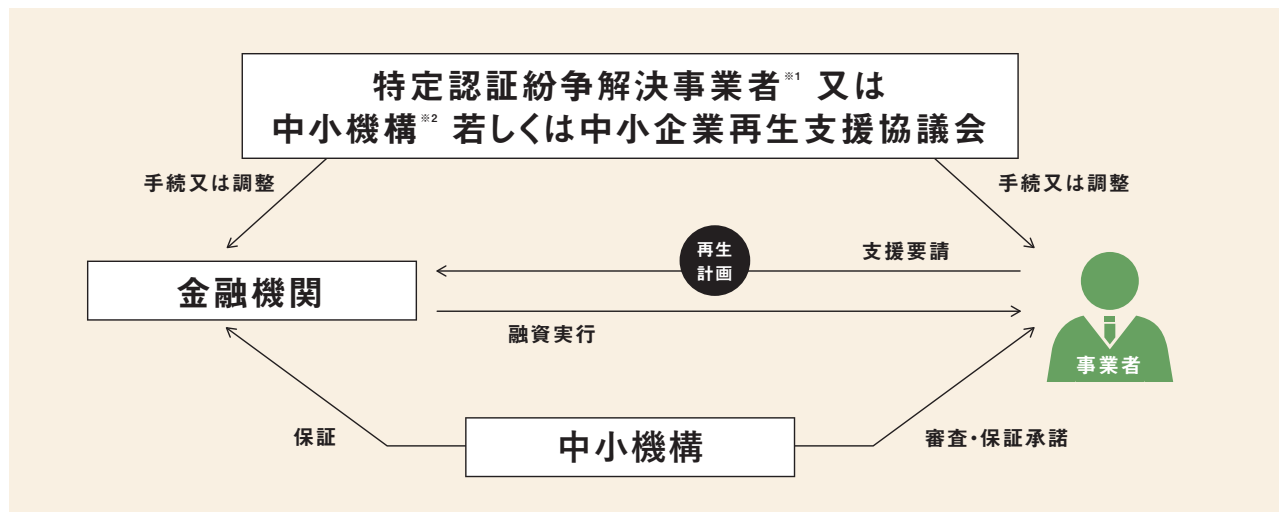 特定認証紛争解決事業者※1 又は
中小機構※2 若しくは中小企業再生支援協議会
手続又は調整
手続又は調整
再生
計画
支援要請
金融機関
融資実行
事業者
保証
中小機構
審査・保証承諾